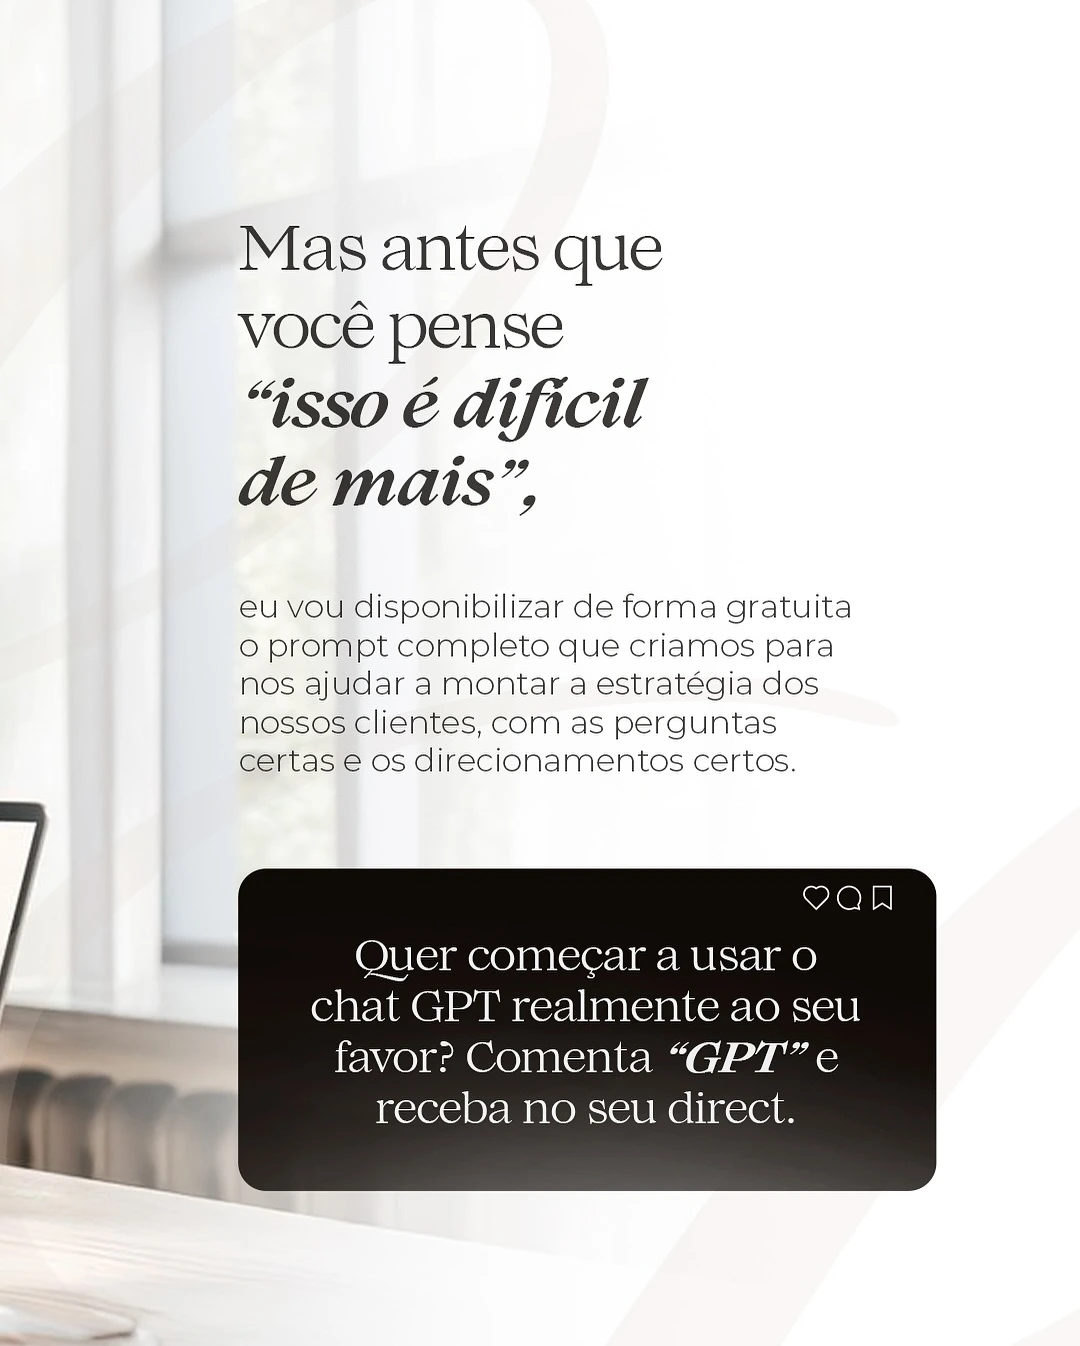 Mas antes que
você pense
“isso é difícil
de mais”,
eu vou disponibilizar de forma gratuita
o prompt completo que criamos para
nos ajudar a montar a estratégia dos
nossos clientes, com as perguntas
certas e os direcionamentos certos.
Quer começar a usar o
chat GPT realmente ao seu
favor? Comenta “GPT” e
receba no seu direct.